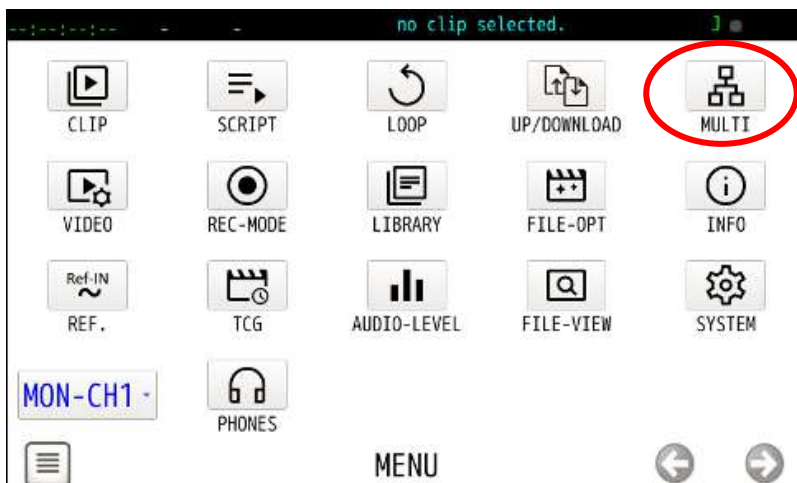 --:--:--:-- - - no clip selected. ]
CLIP SCRIPT LOOP UP/DOWNLOAD MULTI
VIDEO REC-MODE LIBRARY FILE-OPT INFO
Ref-IN
REF. TCG AUDIO-LEVEL FILE-VIEW SYSTEM
MON-CH1
PHONES
MENU